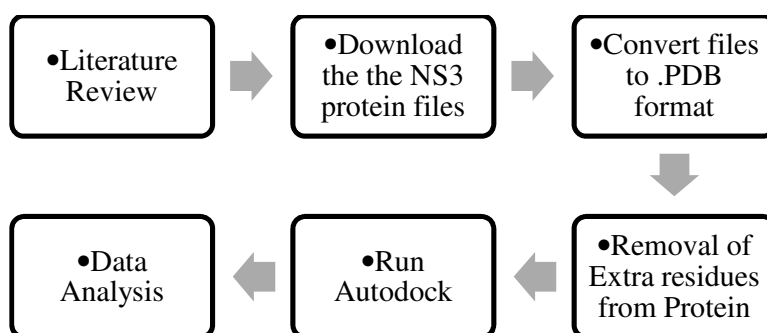 •Literature
Review
•Download
the the NS3
protein files
•Convert files
to .PDB
format
•Removal of
Extra residues
from Protein
•Run
Autodock
•Data
Analysis